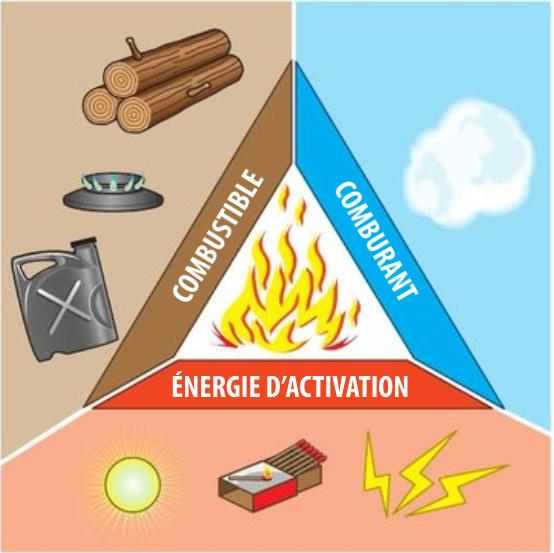 COMBUSTIBLE
COMBURANT
ÉNERGIE D'ACTIVATION